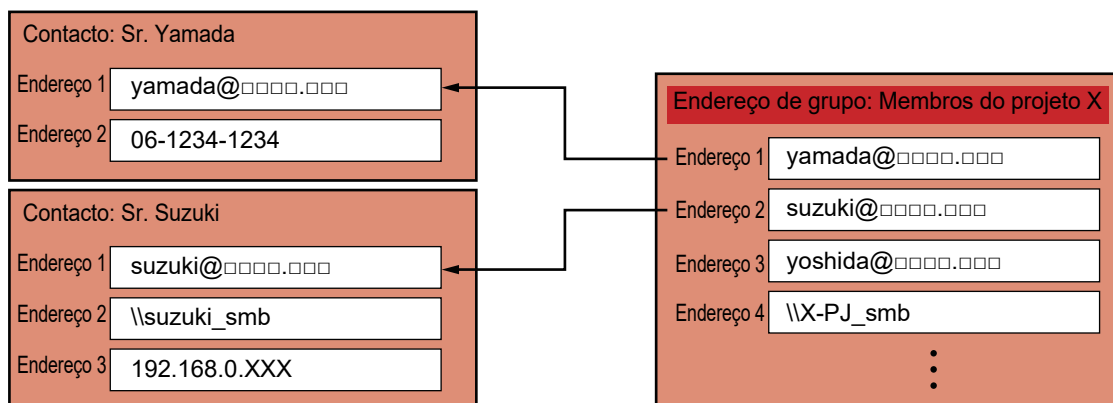 Contacto: Sr. Yamada
Endereço 1 yamada@□□□□.□□□
Endereço 2 06-1234-1234
Contacto: Sr. Suzuki
Endereço 1 suzuki@□□□□.□□□
Endereço 2 \\suzuki_smb
Endereço 3 192.168.0.XXX
Endereço de grupo: Membros do projeto X
Endereço 1 yamada@□□□□.□□□
Endereço 2 suzuki@□□□□.□□□
Endereço 3 yoshida@□□□□.□□□
Endereço 4 \\X-PJ_smb